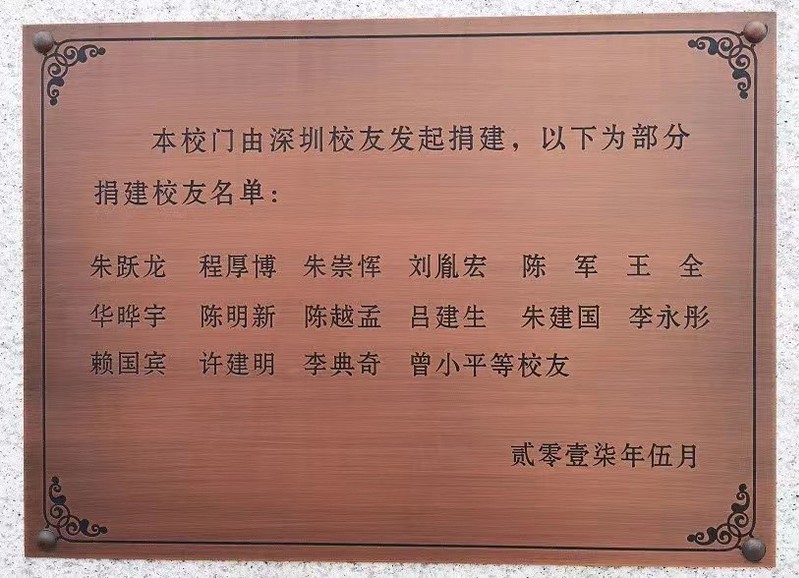 本校门由深圳校友发起捐建，以下为部分
捐建校友名单：
朱跃龙 程厚博 朱崇恽 刘胤宏 陈 军 王 全
华晔宇 陈明新 陈越孟 吕建生 朱建国 李永彤
赖国宾 许建明 李典奇 曾小平等校友
贰零壹柒年伍月